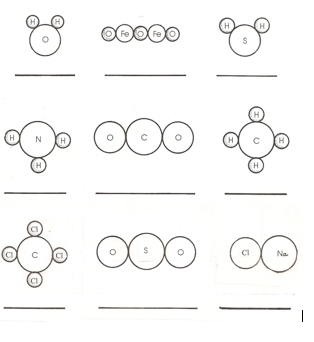 H H
O
O Fe O Fe O
H H
S
H N H
H
O C O
H
H C H
H
Cl
Cl C Cl
Cl
O S O
Cl Na